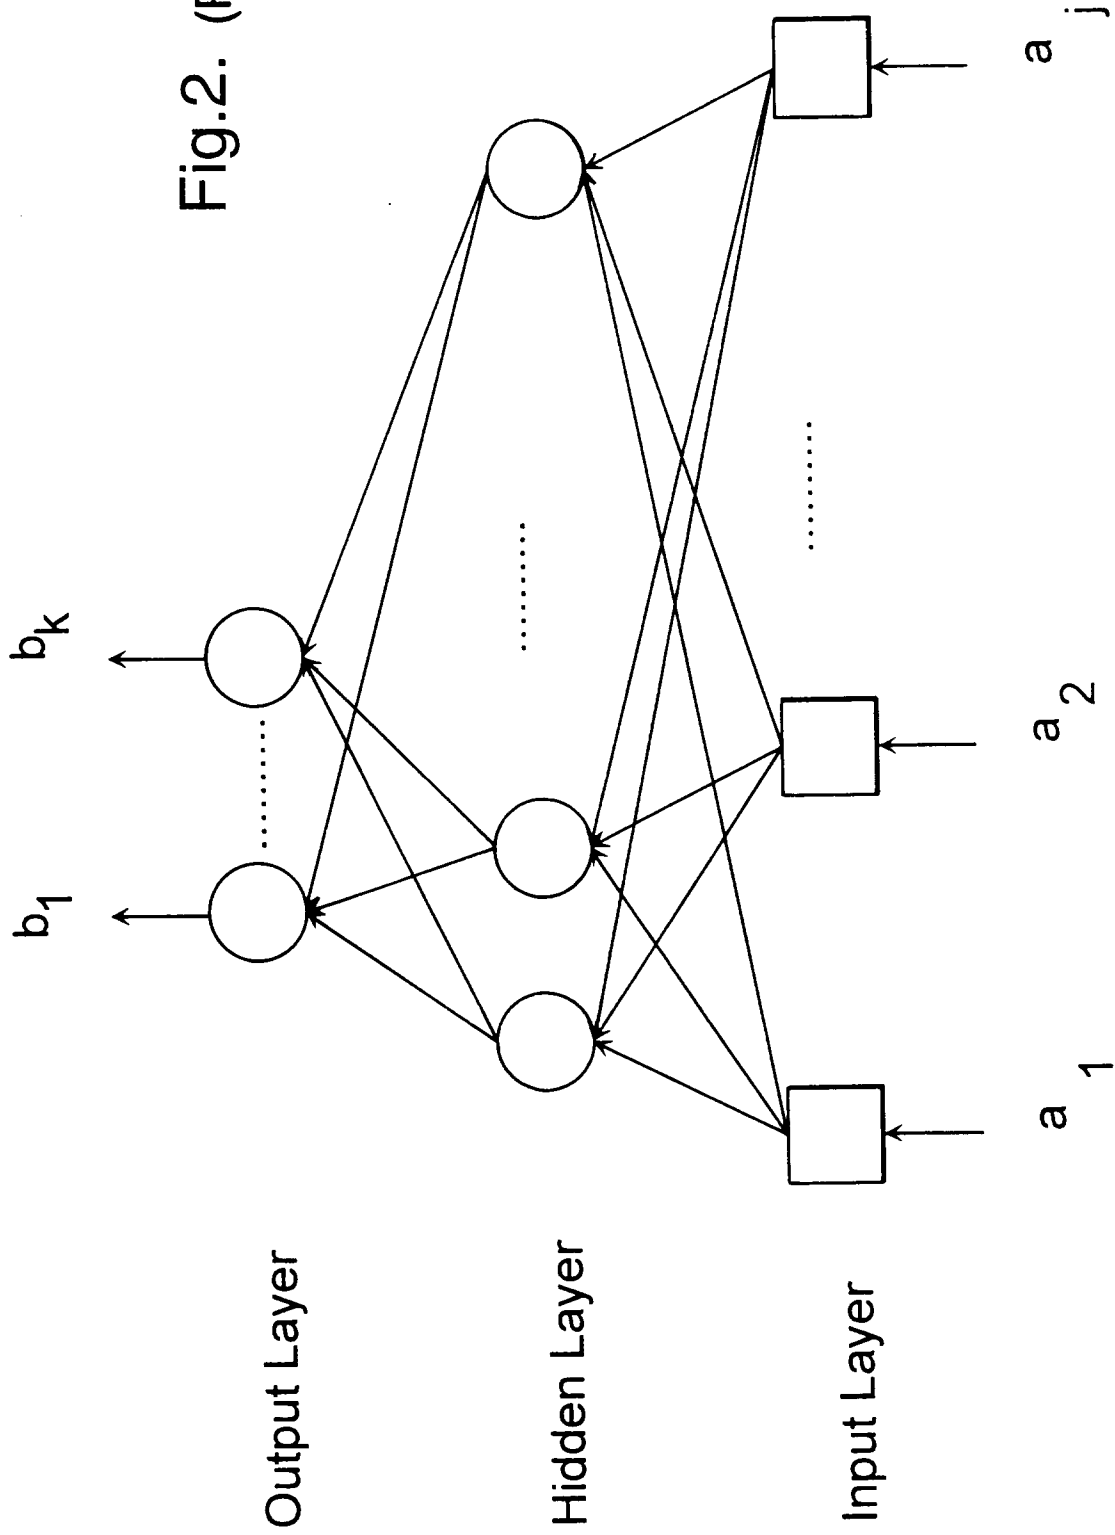 Fig.2.
b1 bk
Output Layer
Hidden Layer
Input Layer
a1 a2 aj